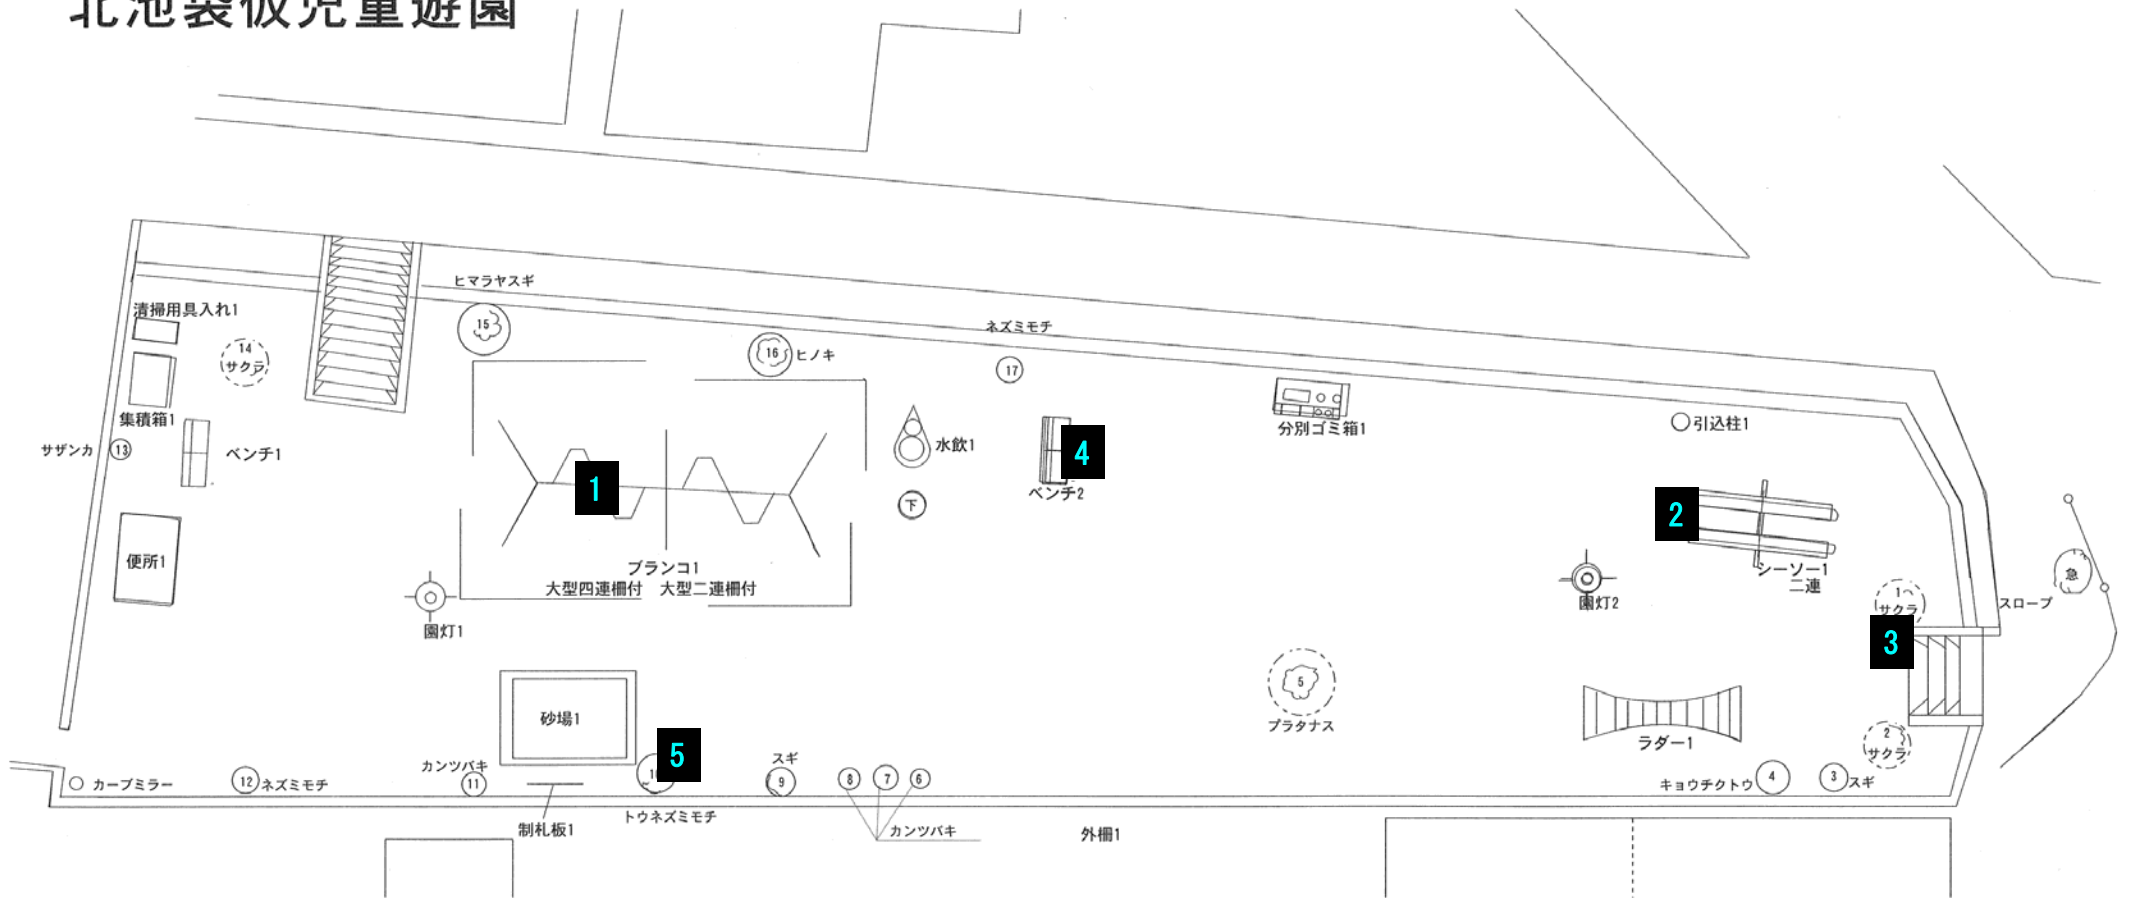 北池袋仮児童遊園
ヒマラヤスギ
清掃用具入れ1
15
ネズミモチ
14
サクラ
16
ヒノキ
17
集積箱1
分別ゴミ箱1
引込柱1
サザンカ
13
ベンチ1
水飲1
4
ベンチ2
1
下
2
便所1
ブランコ1
大型四連柵付 大型二連柵付
シーソー1
二連
急
園灯1
園灯2
1
サクラ
スロープ
3
5
プラタナス
砂場1
ラダー1
2
サクラ
5
カーブミラー
12
ネズミモチ
カンツバキ
11
スギ
9
8
7
6
キョウチクトウ
4
3
スギ
制札板1
トウネズミモチ
カンツバキ
外柵1